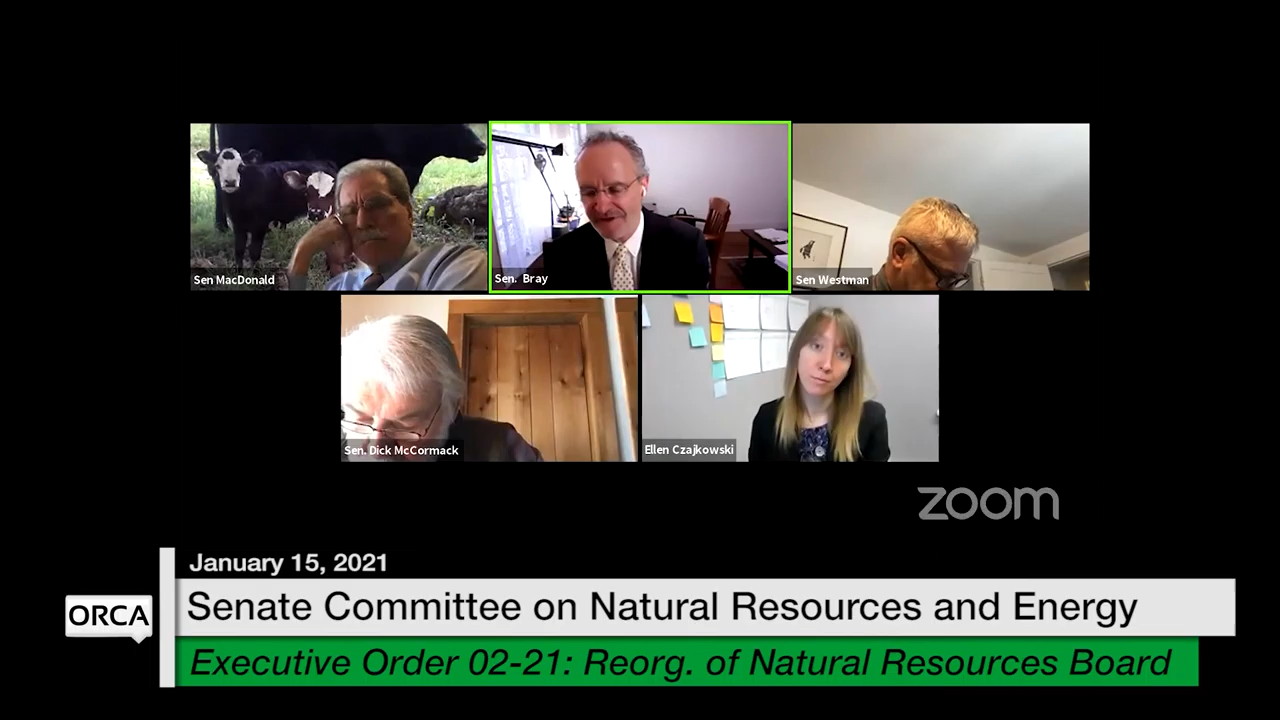 Sen MacDonald
Sen. Bray
Sen Westman
Sen. Dick McCormack
Ellen Czajkowski
zoom
January 15, 2021
ORCA
Senate Committee on Natural Resources and Energy
Executive Order 02-21: Reorg. of Natural Resources Board